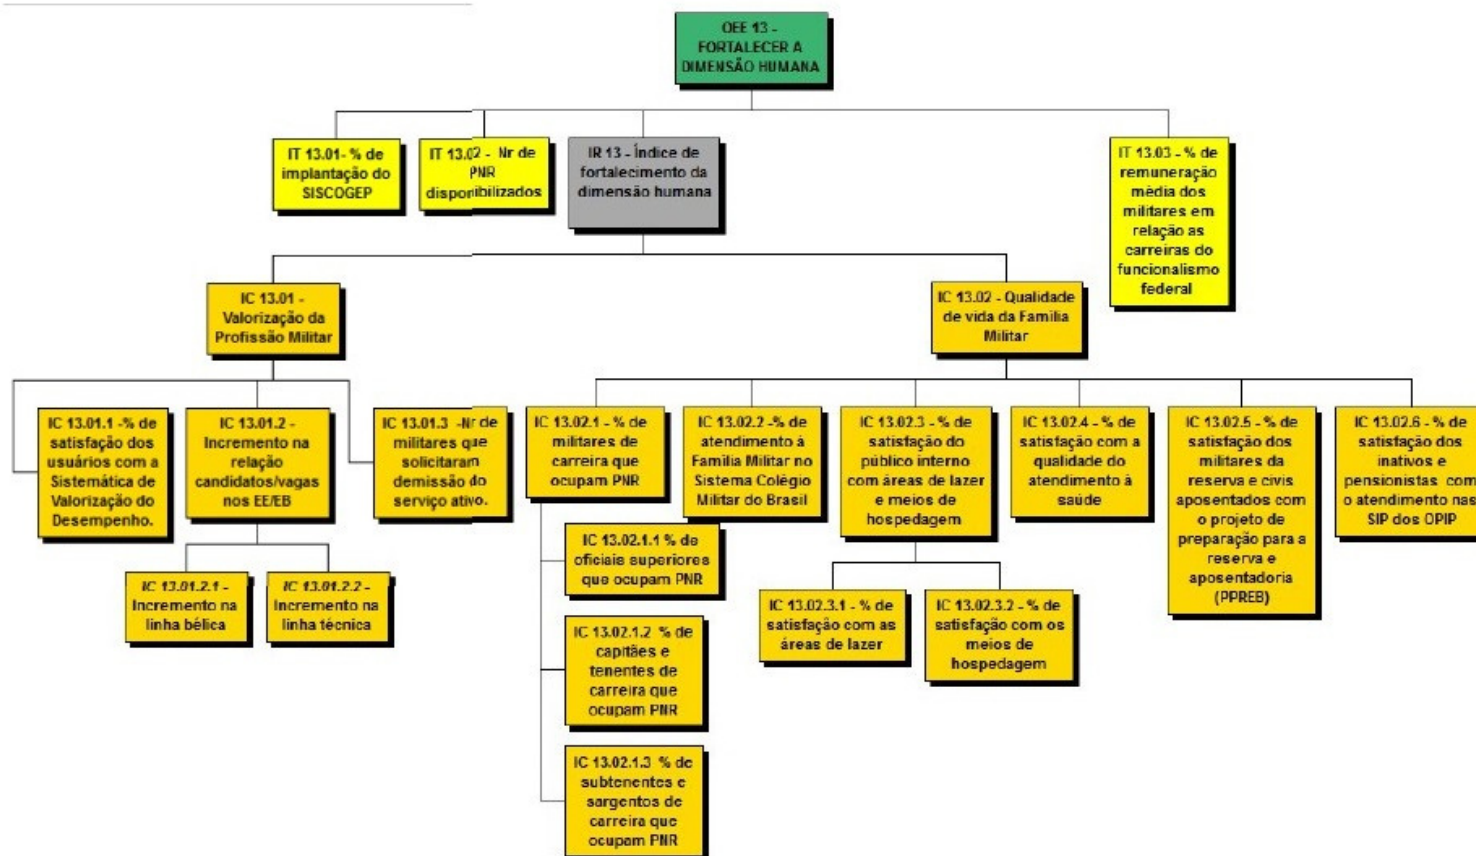 OEE 13 -
FORTALECER A
DIMENSÃO HUMANA
IT 13.01- % de
implantação do
SISCOGEP
IT 13.02 - Nr de
PNR
disponibilizados
IR 13 - Índice de
fortalecimento da
dimensão humana
IT 13.03 - % de
remuneração
média dos
militares em
relação as
carreiras do
funcionalismo
federal
IC 13.01 -
Valorização da
Profissão Militar
IC 13.02 - Qualidade
de vida da Família
Militar
IC 13.01.1 -% de
satisfação dos
usuários com a
Sistemática de
Valorização do
Desempenho.
IC 13.01.2 -
Incremento na
relação
candidatos/vagas
nos EE/EB
IC 13.01.3 -Nr de
militares que
solicitaram
demissão do
serviço ativo.
IC 13.01.2.1 -
Incremento na
linha bélica
IC 13.01.2.2 -
Incremento na
linha técnica
IC 13.02.1 - % de
militares de
carreira que
ocupam PNR
IC 13.02.2 -% de
atendimento à
Família Militar no
Sistema Colégio
Militar do Brasil
IC 13.02.3 - % de
satisfação do
público interno
com áreas de lazer
e meios de
hospedagem
IC 13.02.4 - % de
satisfação com a
qualidade do
atendimento à
saúde
IC 13.02.5 - % de
satisfação dos
militares da
reserva e civis
aposentados com
o projeto de
preparação para a
reserva e
aposentadoria
(PPREB)
IC 13.02.6 - % de
satisfação dos
inativos e
pensionistas com
o atendimento nas
SIP dos OPIP
IC 13.02.1.1 % de
oficiais superiores
que ocupam PNR
IC 13.02.1.2 % de
capitães e
tenentes de
carreira que
ocupam PNR
IC 13.02.1.3 % de
subtenentes e
sargentos de
carreira que
ocupam PNR
IC 13.02.3.1 - % de
satisfação com as
áreas de lazer
IC 13.02.3.2 - % de
satisfação com os
meios de
hospedagem